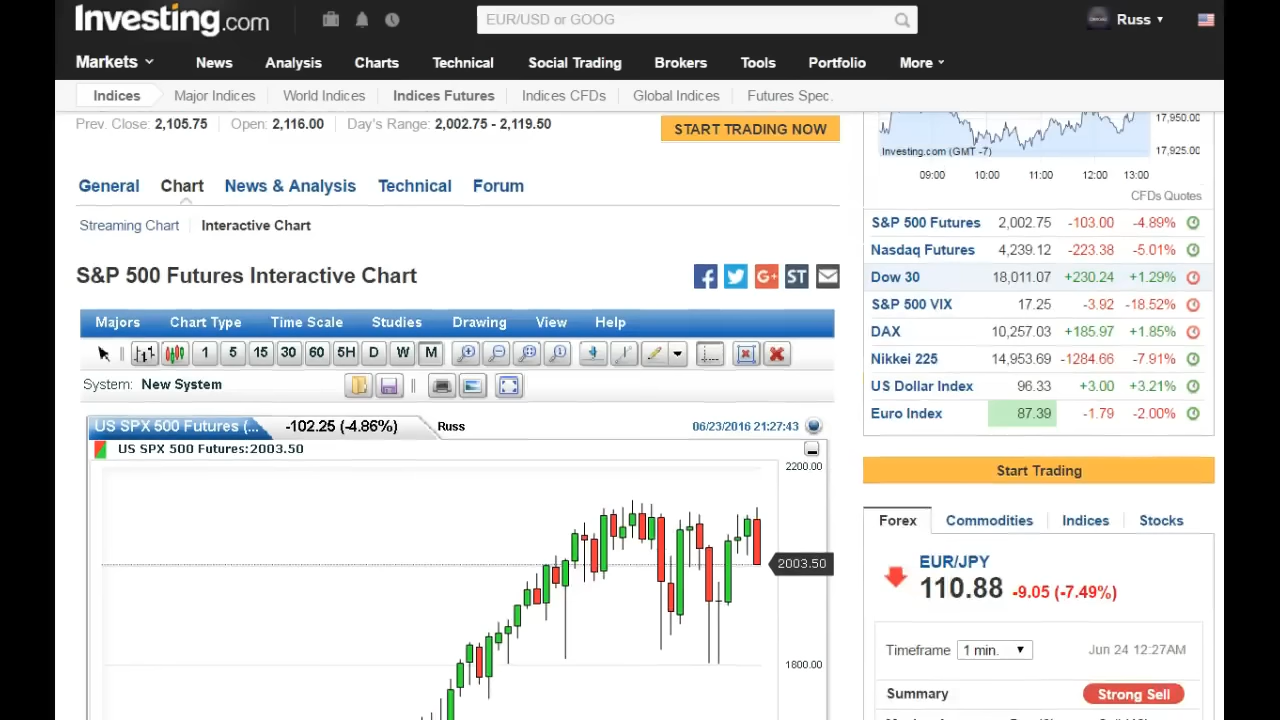 Investing.com
EUR/USD or GOOG
Russ
Markets News Analysis Charts Technical Social Trading Brokers Tools Portfolio More
Indices Major Indices World Indices Indices Futures Indices CFDs Global Indices Futures Spec.
Prev. Close: 2,105.75 Open: 2,116.00 Day's Range: 2,002.75 - 2,119.50
START TRADING NOW
General Chart News & Analysis Technical Forum
Streaming Chart Interactive Chart
S&P 500 Futures Interactive Chart
f G+ ST
Majors Chart Type Time Scale Studies Drawing View Help
1 5 15 30 60 5H D W M
System: New System
US SPX 500 Futures (... -102.25 (-4.86%) Russ 06/23/2016 21:27:43
US SPX 500 Futures:2003.50
2200.00
2003.50
1800.00
17,950.00
17,925.00
Investing.com (GMT -7)
09:00 10:00 11:00 12:00 13:00
CFDs Quotes
S&P 500 Futures 2,002.75 -103.00 -4.89%
Nasdaq Futures 4,239.12 -223.38 -5.01%
Dow 30 18,011.07 +230.24 +1.29%
S&P 500 VIX 17.25 -3.92 -18.52%
DAX 10,257.03 +185.97 +1.85%
Nikkei 225 14,953.69 -1284.66 -7.91%
US Dollar Index 96.33 +3.00 +3.21%
Euro Index 87.39 -1.79 -2.00%
Start Trading
Forex Commodities Indices Stocks
EUR/JPY
110.88 -9.05 (-7.49%)
Timeframe 1 min. Jun 24 12:27AM
Summary Strong Sell